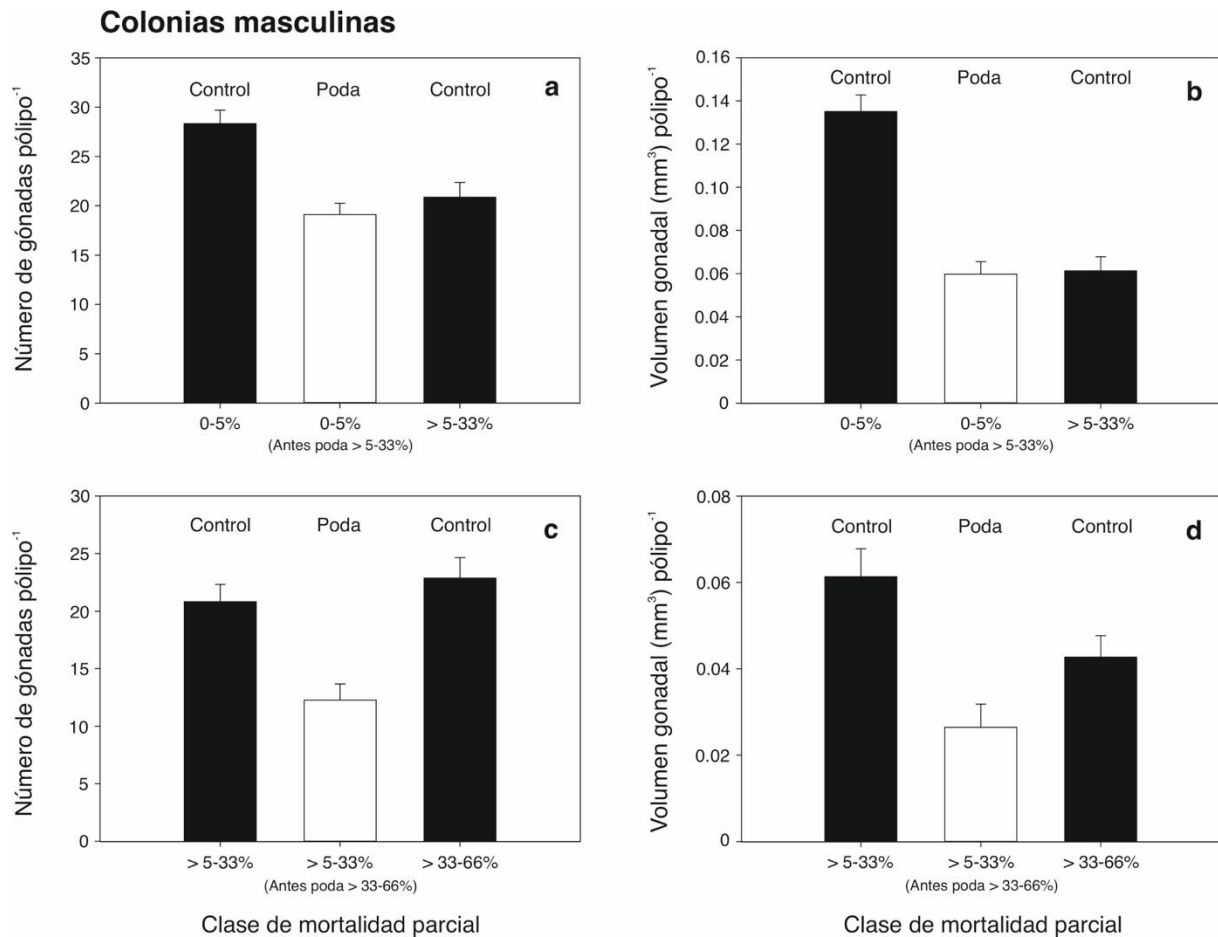 Colonias masculinas
Número de gónadas pólipo⁻¹
35
30
25
20
15
10
5
0
Control Poda Control
a
0-5% 0-5% > 5-33%
(Antes poda > 5-33%)
Volumen gonadal (mm³) pólipo⁻¹
0.16
0.14
0.12
0.10
0.08
0.06
0.04
0.02
0
Control Poda Control
b
0-5% 0-5% > 5-33%
(Antes poda > 5-33%)
Número de gónadas pólipo⁻¹
30
25
20
15
10
5
0
Control Poda Control
c
> 5-33% > 5-33% > 33-66%
(Antes poda > 33-66%)
Clase de mortalidad parcial
Volumen gonadal (mm³) pólipo⁻¹
0.08
0.06
0.04
0.02
0
Control Poda Control
d
> 5-33% > 5-33% > 33-66%
(Antes poda > 33-66%)
Clase de mortalidad parcial